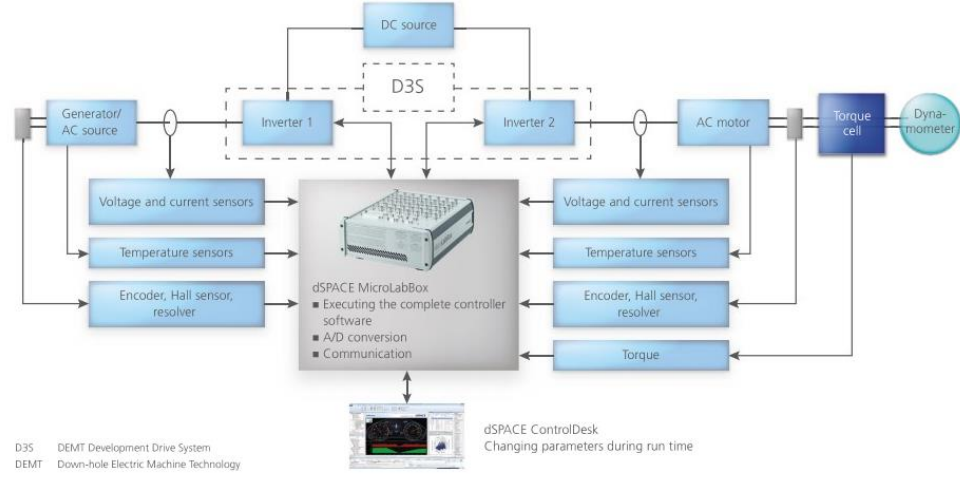 DC source
D3S
Generator/
AC source
Inverter 1
Inverter 2
AC motor
Torque
cell
Dyna-
mometer
Voltage and current sensors
Voltage and current sensors
Temperature sensors
Temperature sensors
Encoder, Hall sensor,
resolver
Encoder, Hall sensor,
resolver
Torque
dSPACE MicroLabBox
■ Executing the complete controller
software
■ A/D conversion
■ Communication
dSPACE ControlDesk
Changing parameters during run time
D3S DEMT Development Drive System
DEMT Down-hole Electric Machine Technology